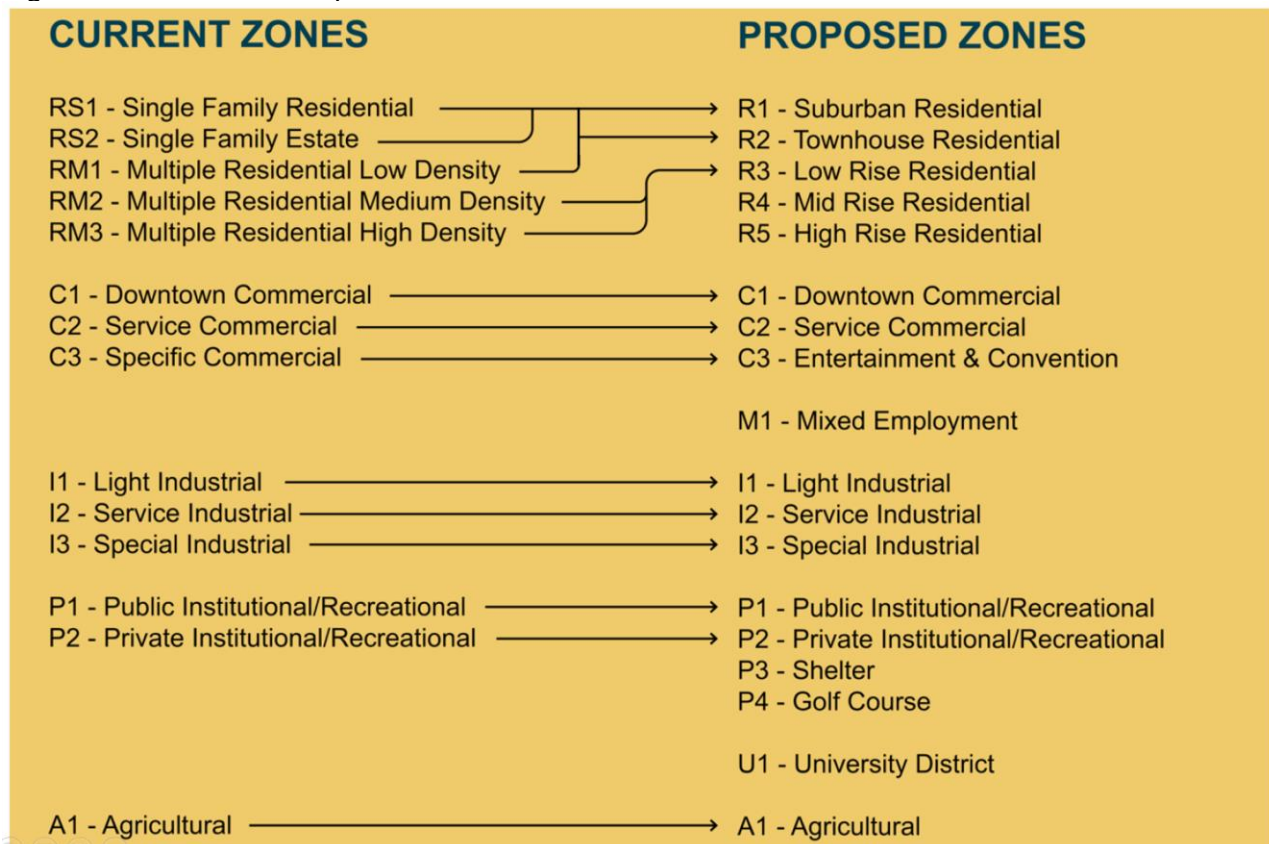 CURRENT ZONES
RS1 - Single Family Residential
RS2 - Single Family Estate
RM1 - Multiple Residential Low Density
RM2 - Multiple Residential Medium Density
RM3 - Multiple Residential High Density
C1 - Downtown Commercial
C2 - Service Commercial
C3 - Specific Commercial
I1 - Light Industrial
I2 - Service Industrial
I3 - Special Industrial
P1 - Public Institutional/Recreational
P2 - Private Institutional/Recreational
A1 - Agricultural
PROPOSED ZONES
R1 - Suburban Residential
R2 - Townhouse Residential
R3 - Low Rise Residential
R4 - Mid Rise Residential
R5 - High Rise Residential
C1 - Downtown Commercial
C2 - Service Commercial
C3 - Entertainment & Convention
M1 - Mixed Employment
I1 - Light Industrial
I2 - Service Industrial
I3 - Special Industrial
P1 - Public Institutional/Recreational
P2 - Private Institutional/Recreational
P3 - Shelter
P4 - Golf Course
U1 - University District
A1 - Agricultural